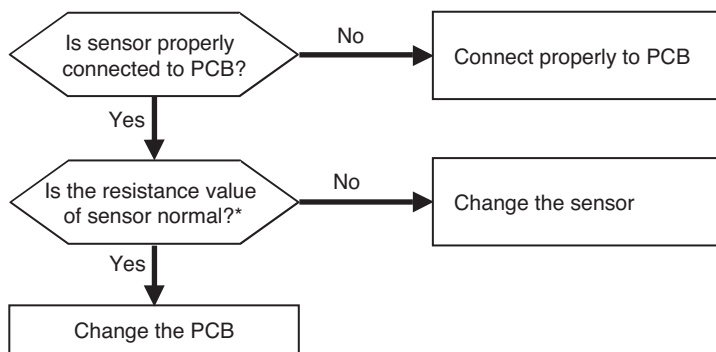 Is sensor properly
connected to PCB?
No
Connect properly to PCB
Yes
Is the resistance value
of sensor normal?*
No
Change the sensor
Yes
Change the PCB